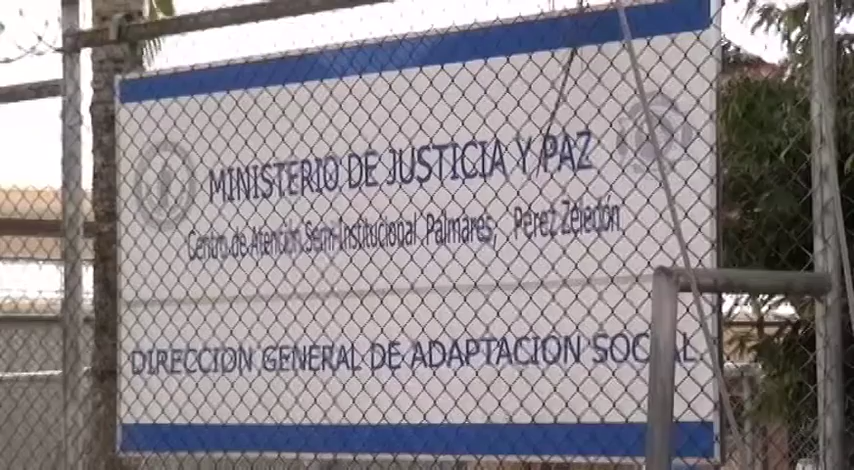 MINISTERIO DE JUSTICIA Y PAZ
Centro de Atención Semi-Institucional Palmares, Pérez Zeledón
DIRECCION GENERAL DE ADAPTACION SOCIAL